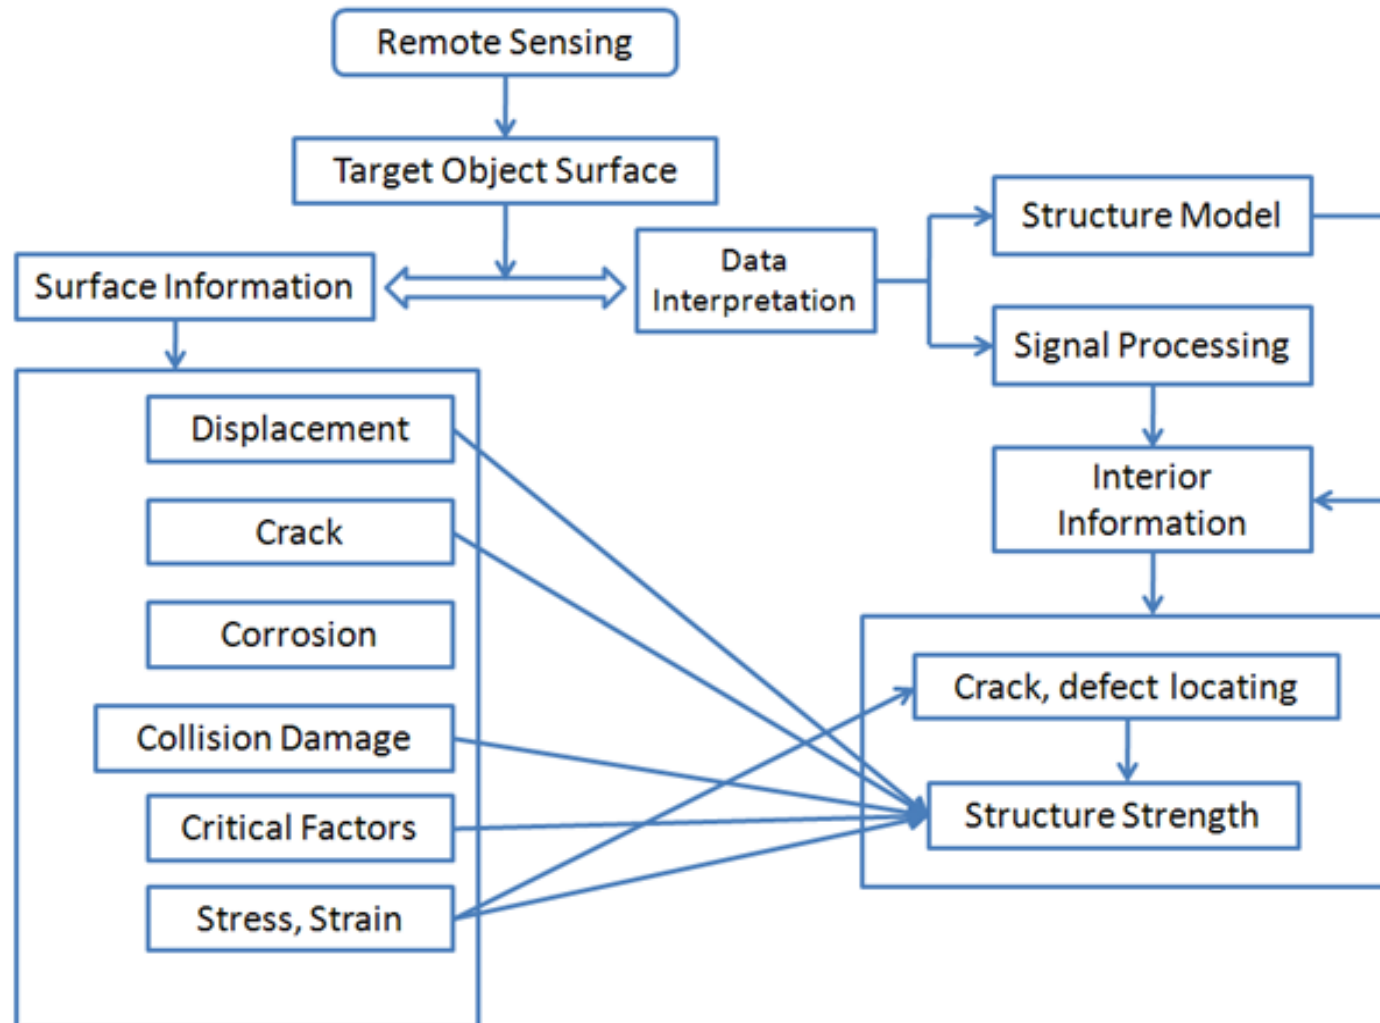 Remote Sensing
Target Object Surface
Surface Information
Data
Interpretation
Structure Model
Signal Processing
Interior
Information
Displacement
Crack
Corrosion
Collision Damage
Critical Factors
Stress, Strain
Crack, defect locating
Structure Strength